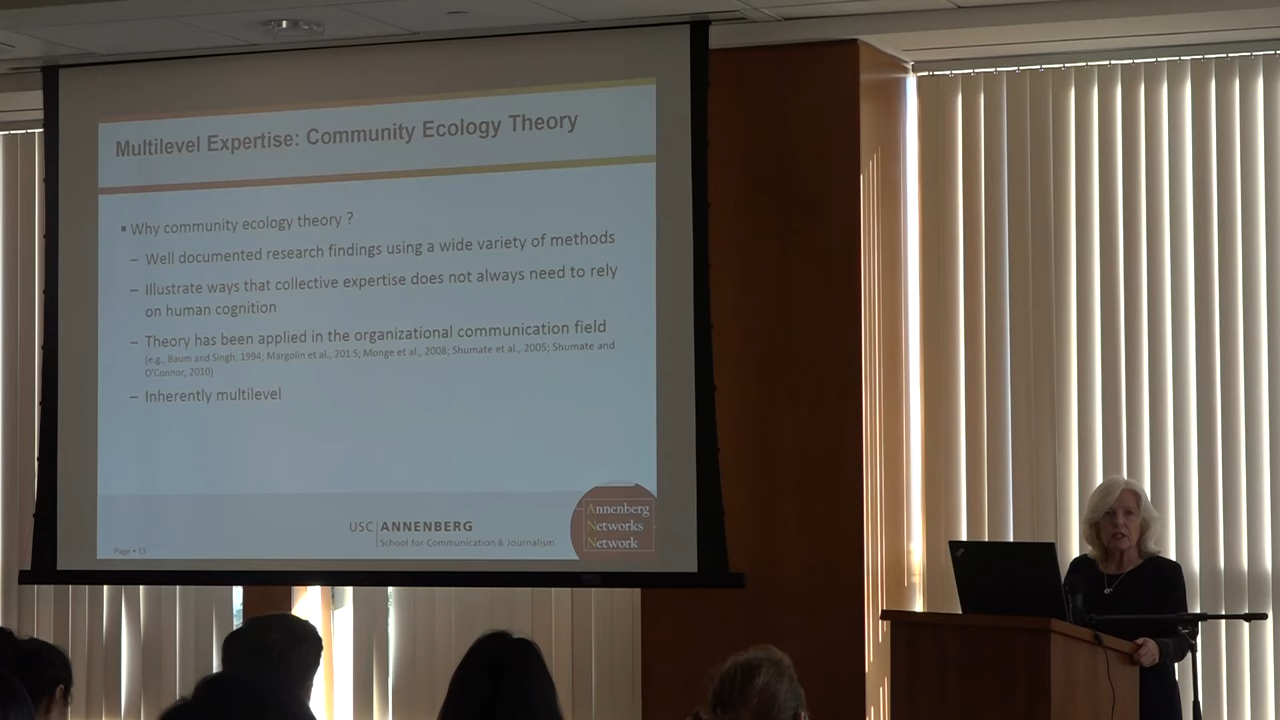 Multilevel Expertise: Community Ecology Theory
▪ Why community ecology theory ?
– Well documented research findings using a wide variety of methods
– Illustrate ways that collective expertise does not always need to rely
on human cognition
– Theory has been applied in the organizational communication field
(e.g., Baum and Singh, 1994; Margolin et al., 2015; Monge et al., 2008; Shumate et al., 2005; Shumate and
O'Connor, 2010)
– Inherently multilevel
USC ANNENBERG
School for Communication & Journalism
Annenberg
Networks
Network
Page ▪ 13